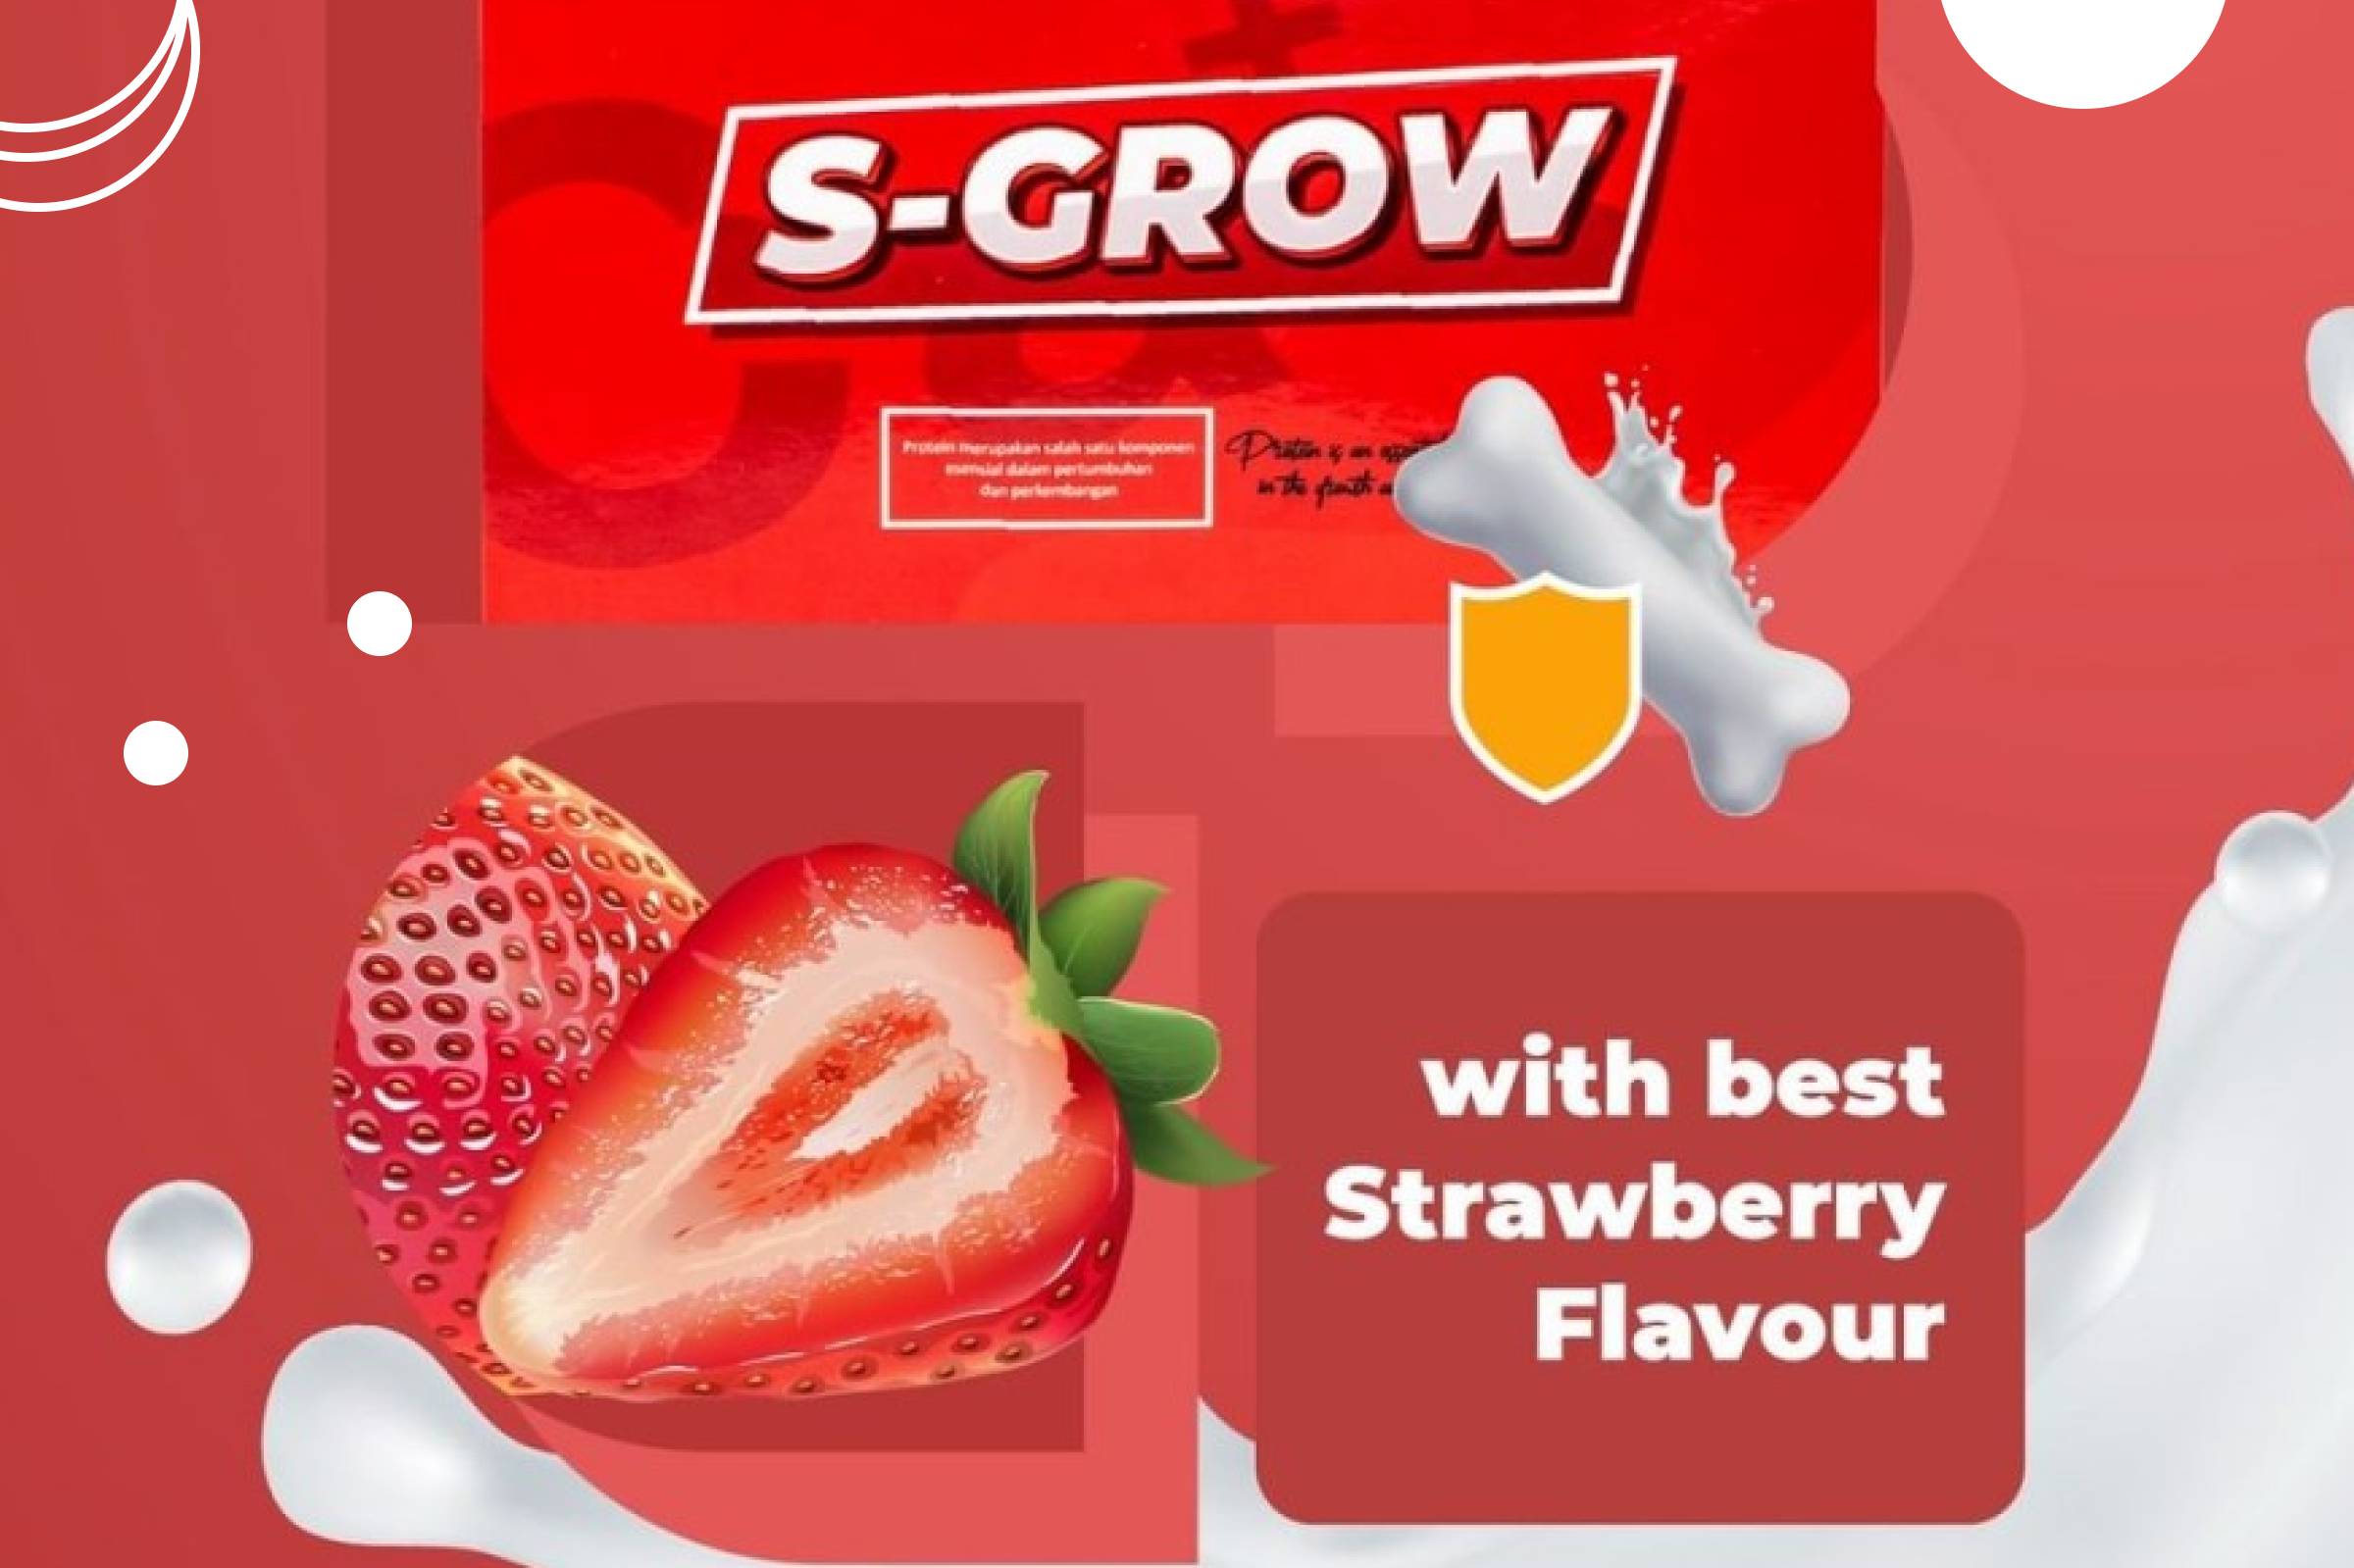 S-GROW
Protein merupakan salah satu komponen
esensial dalam pertumbuhan
dan perkembangan
Protein is an
in the
with best
Strawberry
Flavour